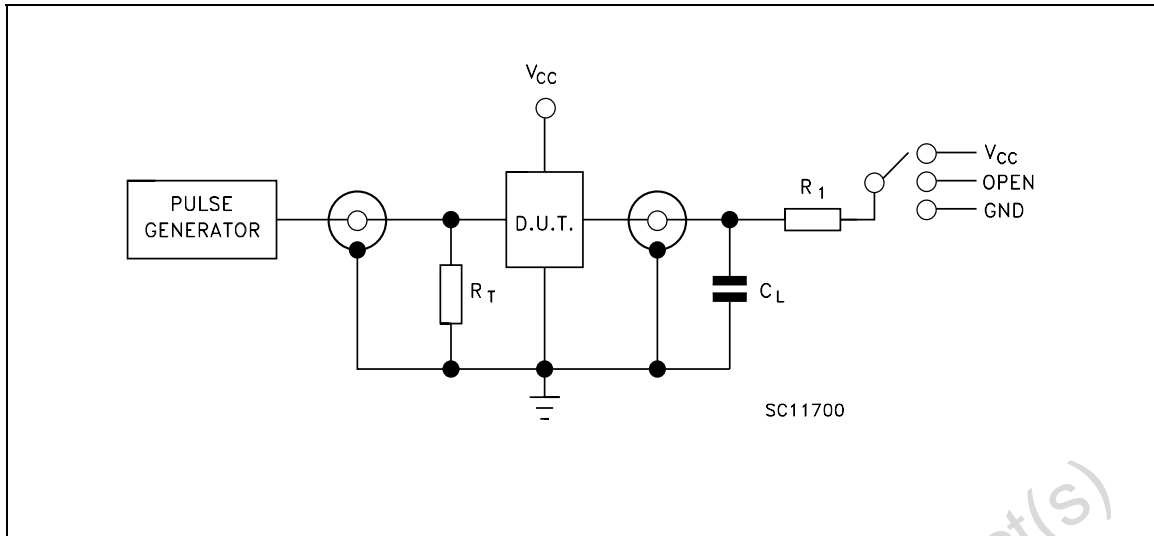 V_CC
V_CC
OPEN
GND
R_1
PULSE
GENERATOR
D.U.T.
R_T
C_L
SC11700